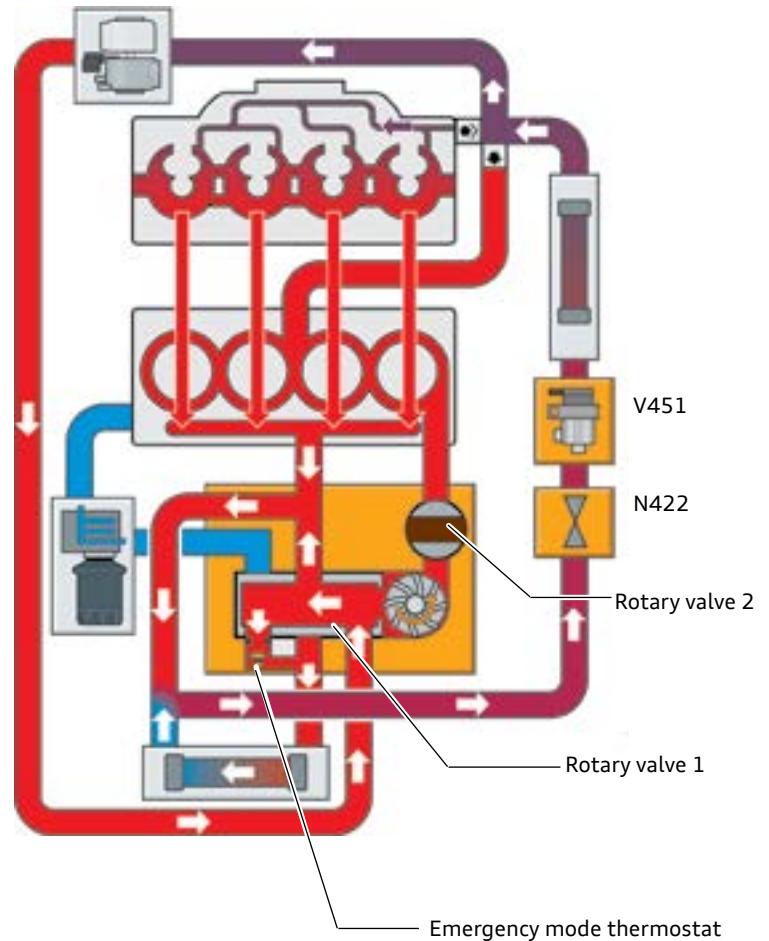 V451
N422
Rotary valve 2
Rotary valve 1
Emergency mode thermostat